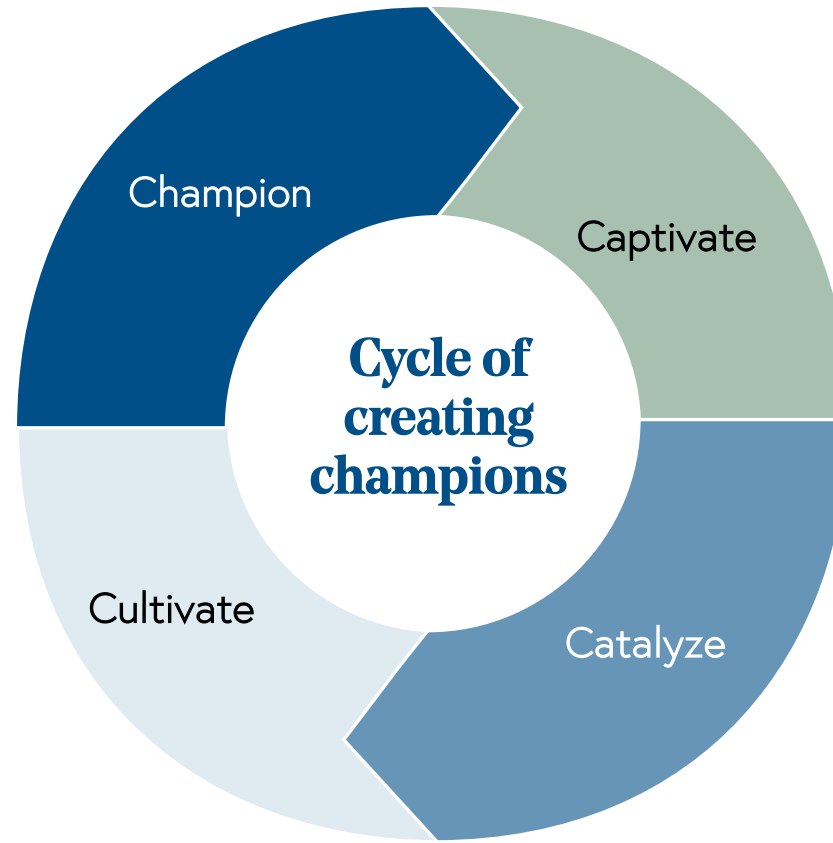 Champion
Captivate
Cycle of
creating
champions
Cultivate
Catalyze